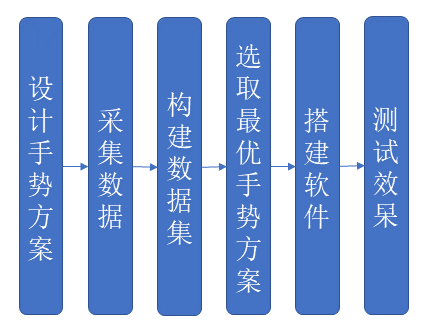 设计手势方案
采集数据
构建数据集
选取最优手势方案
搭建软件
测试效果